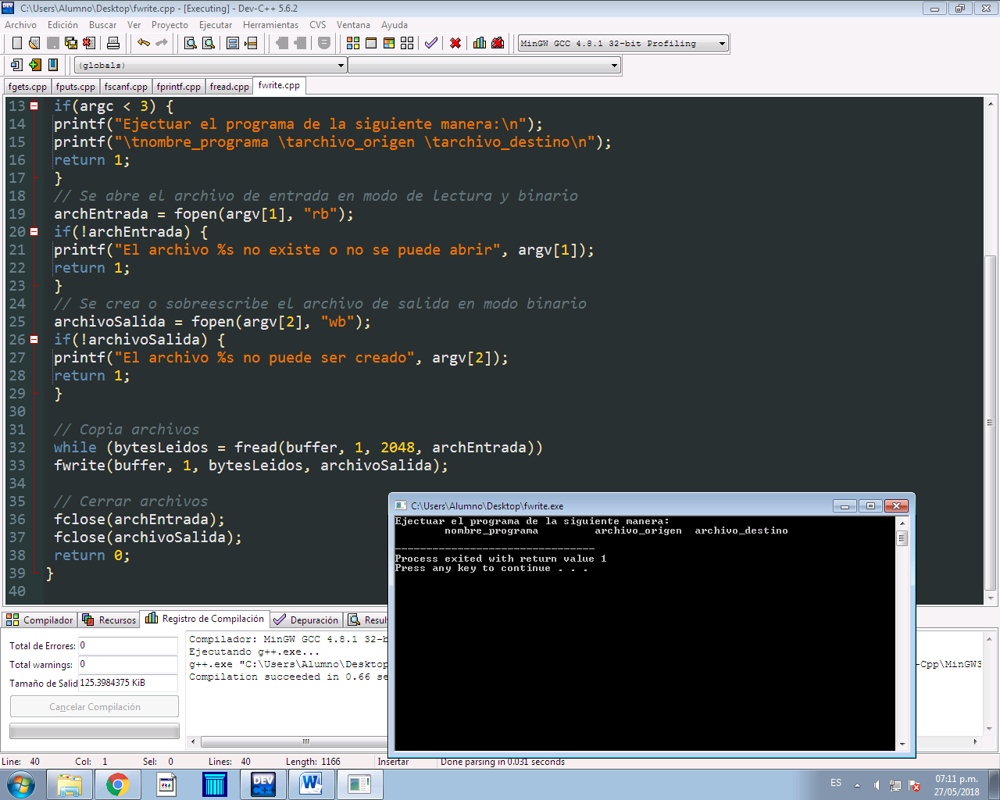 C:\Users\Alumno\Desktop\fwrite.cpp - [Executing] - Dev-C++ 5.6.2
Archivo Edición Buscar Ver Proyecto Ejecutar Herramientas CVS Ventana Ayuda
MinGW GCC 4.8.1 32-bit Profiling
(globals)
fgets.cpp fputs.cpp fscanf.cpp fprintf.cpp fread.cpp fwrite.cpp
13 if(argc < 3) {
14 printf("Ejectuar el programa de la siguiente manera:\n");
15 printf("\tnombre_programa \tarchivo_origen \tarchivo_destino\n");
16 return 1;
17 }
18 // Se abre el archivo de entrada en modo de lectura y binario
19 archEntrada = fopen(argv[1], "rb");
20 if(!archEntrada) {
21 printf("El archivo %s no existe o no se puede abrir", argv[1]);
22 return 1;
23 }
24 // Se crea o sobreescribe el archivo de salida en modo binario
25 archivoSalida = fopen(argv[2], "wb");
26 if(!archivoSalida) {
27 printf("El archivo %s no puede ser creado", argv[2]);
28 return 1;
29 }
30
31 // Copia archivos
32 while (bytesLeidos = fread(buffer, 1, 2048, archEntrada))
33 fwrite(buffer, 1, bytesLeidos, archivoSalida);
34
35 // Cerrar archivos
36 fclose(archEntrada);
37 fclose(archivoSalida);
38 return 0;
39 }
40
C:\Users\Alumno\Desktop\fwrite.exe
Ejectuar el programa de la siguiente manera:
nombre_programa archivo_origen archivo_destino
--------------------------------
Process exited with return value 1
Press any key to continue . . .
Compilador Recursos Registro de Compilación Depuración Resul
Total de Errores: 0
Total warnings: 0
Tamaño de Salid 125.3984375 KiB
Cancelar Compilación
Compilador: MinGW GCC 4.8.1 32-b
Ejecutando g++.exe...
g++.exe "C:\Users\Alumno\Desktop -Cpp\MinGW3
Compilation succeeded in 0.66 se
Line: 40 Col: 1 Sel: 0 Lines: 40 Length: 1166 Insertar Done parsing in 0.031 seconds
DEV C++
W
ES
07:11 p.m.
27/05/2018